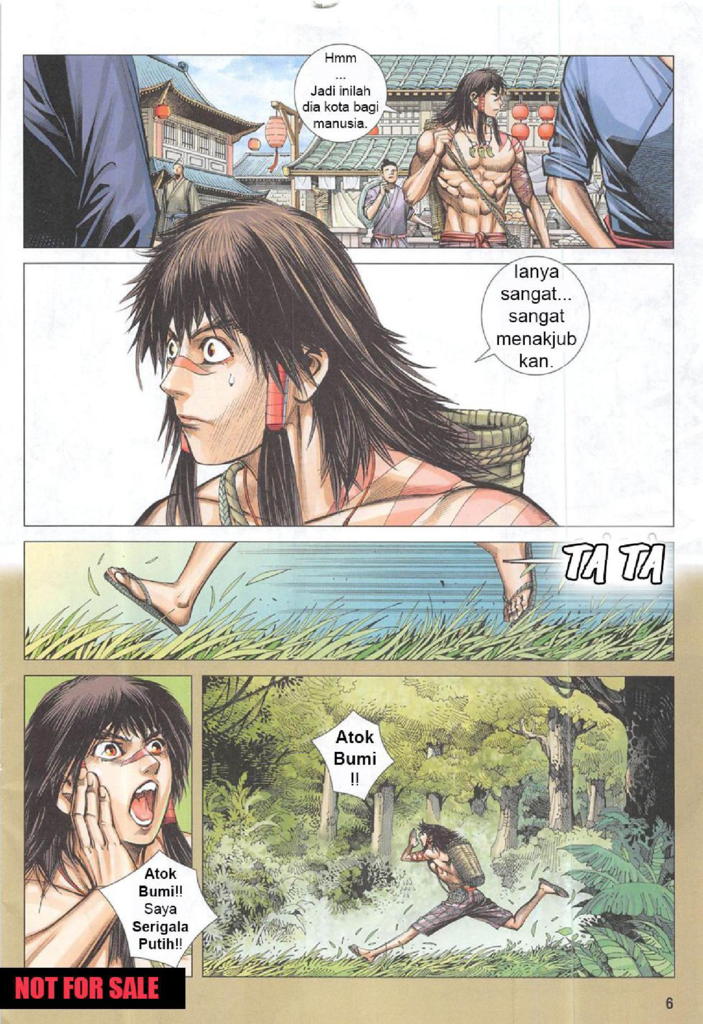 Hmm
...
Jadi inilah
dia kota bagi
manusia.
Ianya
sangat...
sangat
menakjub
kan.
TA TA
Atok
Bumi!!
Saya
Serigala
Putih!!
Atok
Bumi
!!
NOT FOR SALE
6